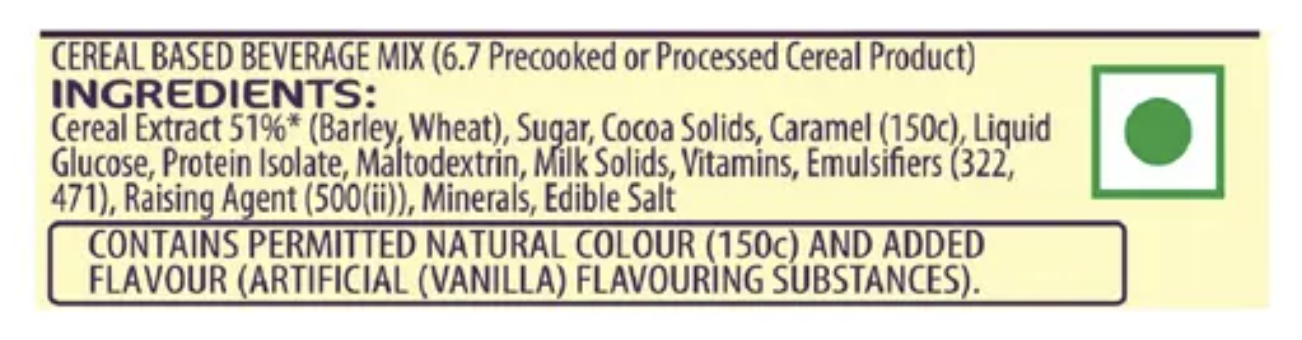 CEREAL BASED BEVERAGE MIX (6.7 Precooked or Processed Cereal Product)
INGREDIENTS:
Cereal Extract 51%* (Barley, Wheat), Sugar, Cocoa Solids, Caramel (150c), Liquid
Glucose, Protein Isolate, Maltodextrin, Milk Solids, Vitamins, Emulsifiers (322,
471), Raising Agent (500(ii)), Minerals, Edible Salt
CONTAINS PERMITTED NATURAL COLOUR (150c) AND ADDED
FLAVOUR (ARTIFICIAL (VANILLA) FLAVOURING SUBSTANCES).